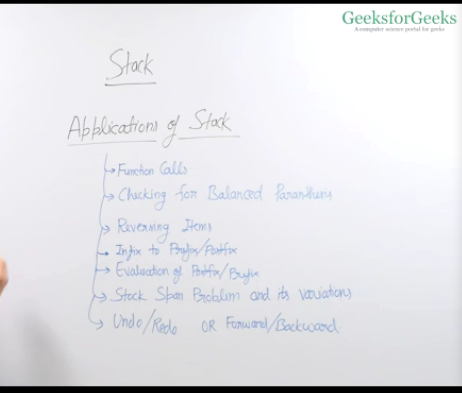 GeeksforGeeks
A computer science portal for geeks
Stack
Applications of Stack
Function Calls
Checking for Balanced Paranthesis
Reversing Items
Infix to Prefix/Postfix
Evaluation of Postfix/Prefix
Stock Span Problem and its variations
Undo/Redo OR Forward/Backward.